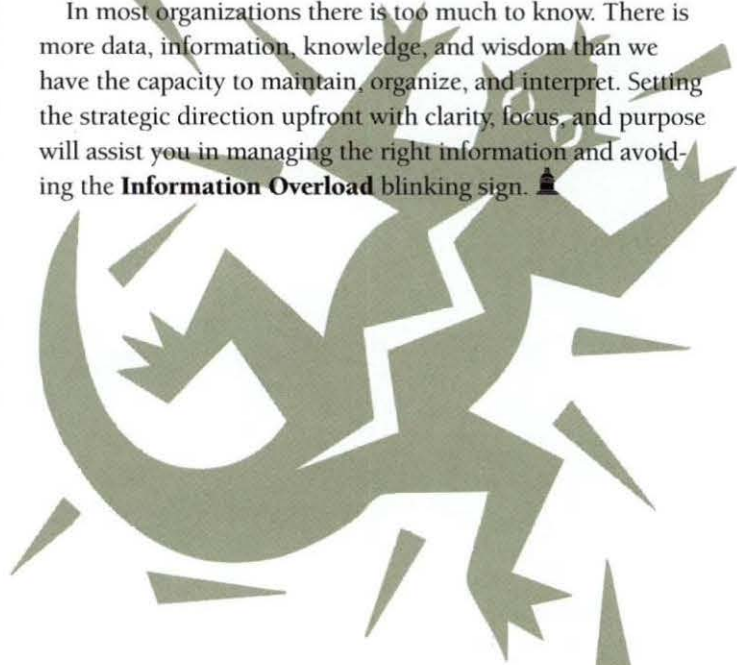 In most organizations there is too much to know. There is
more data, information, knowledge, and wisdom than we
have the capacity to maintain, organize, and interpret. Setting
the strategic direction upfront with clarity, focus, and purpose
will assist you in managing the right information and avoid-
ing the Information Overload blinking sign.